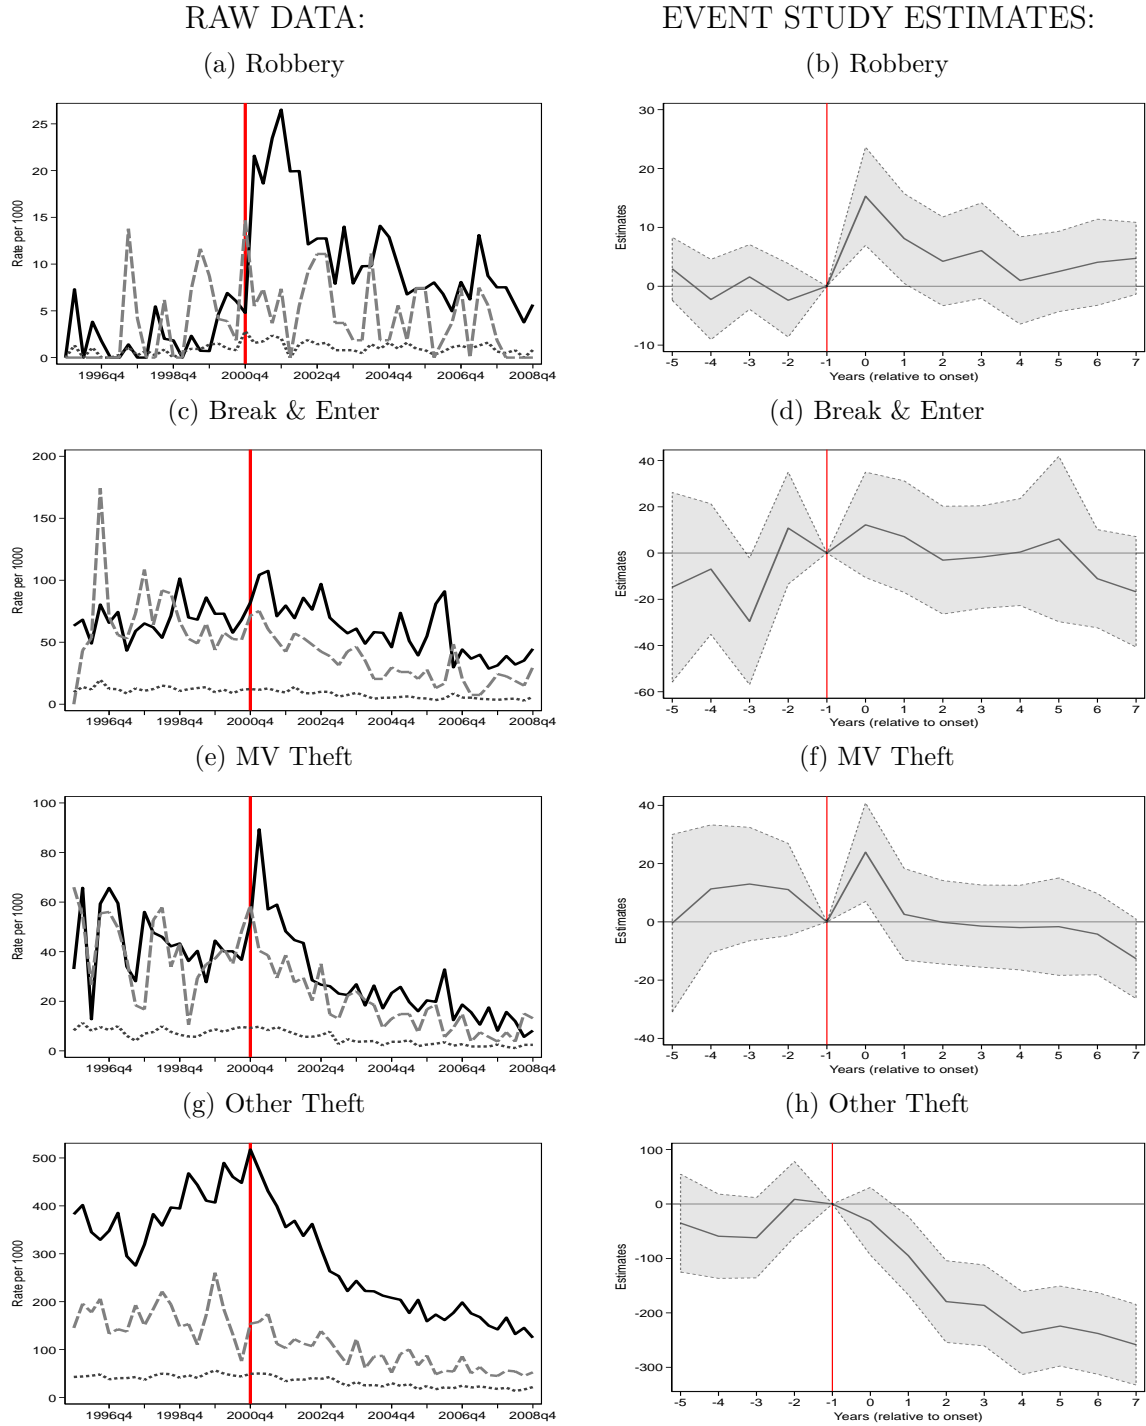 RAW DATA:
EVENT STUDY ESTIMATES:
(a) Robbery
(b) Robbery
Rate per 1000
25
20
15
10
5
0
1996q4 1998q4 2000q4 2002q4 2004q4 2006q4 2008q4
Estimates
30
20
10
0
-10
-5 -4 -3 -2 -1 0 1 2 3 4 5 6 7
Years (relative to onset)
(c) Break & Enter
(d) Break & Enter
Rate per 1000
200
150
100
50
0
1996q4 1998q4 2000q4 2002q4 2004q4 2006q4 2008q4
Estimates
40
20
0
-20
-40
-60
-5 -4 -3 -2 -1 0 1 2 3 4 5 6 7
Years (relative to onset)
(e) MV Theft
(f) MV Theft
Rate per 1000
100
80
60
40
20
0
1996q4 1998q4 2000q4 2002q4 2004q4 2006q4 2008q4
Estimates
40
20
0
-20
-40
-5 -4 -3 -2 -1 0 1 2 3 4 5 6 7
Years (relative to onset)
(g) Other Theft
(h) Other Theft
Rate per 1000
500
400
300
200
100
0
1996q4 1998q4 2000q4 2002q4 2004q4 2006q4 2008q4
Estimates
100
0
-100
-200
-300
-5 -4 -3 -2 -1 0 1 2 3 4 5 6 7
Years (relative to onset)